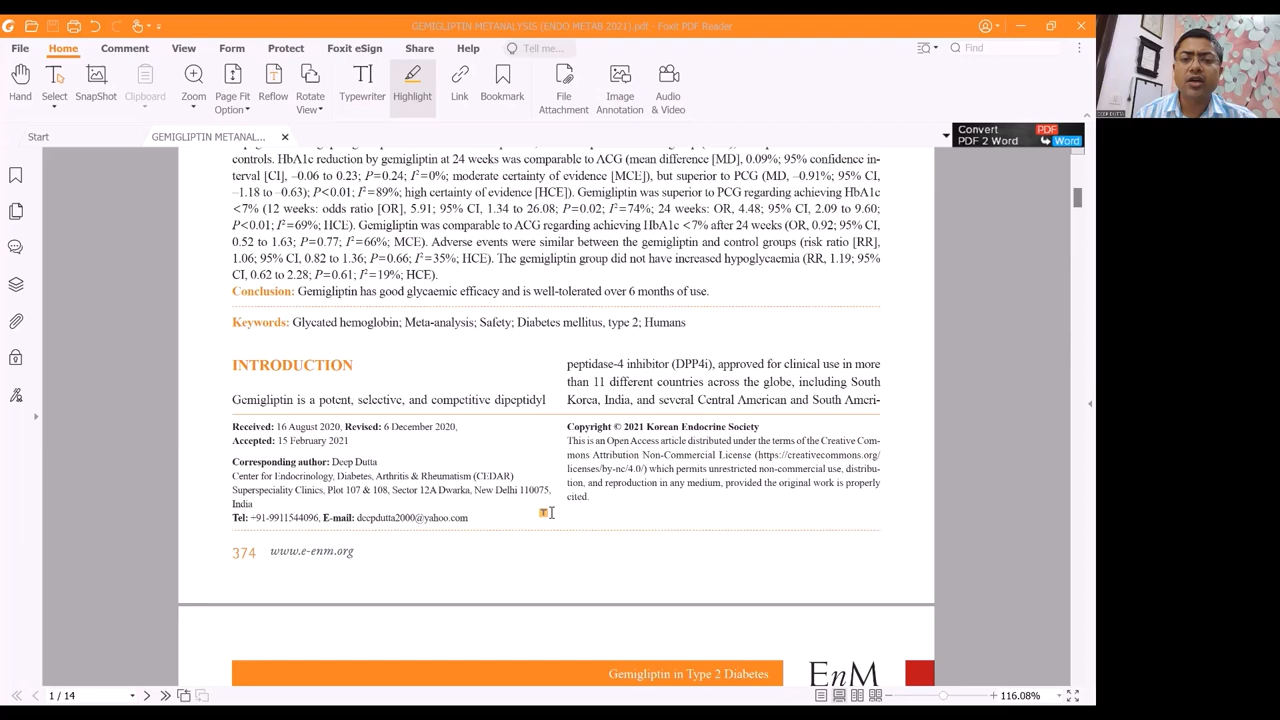 GEMIGLIPTIN METANALYSIS (ENDO METAB 2021).pdf - Foxit PDF Reader
File Home Comment View Form Protect Foxit eSign Share Help Tell me... Find
Hand Select SnapShot Clipboard Zoom Page Fit Option Reflow Rotate View Typewriter Highlight Link Bookmark File Attachment Image Annotation Audio & Video
Start GEMIGLIPTIN METANAL...
Convert PDF
PDF 2 Word Word
controls. HbA1c reduction by gemigliptin at 24 weeks was comparable to ACG (mean difference [MD], 0.09%; 95% confidence in-
terval [CI], –0.06 to 0.23; P=0.24; I²=0%; moderate certainty of evidence [MCE]), but superior to PCG (MD, –0.91%; 95% CI,
–1.18 to –0.63); P<0.01; I²=89%; high certainty of evidence [HCE]). Gemigliptin was superior to PCG regarding achieving HbA1c
<7% (12 weeks: odds ratio [OR], 5.91; 95% CI, 1.34 to 26.08; P=0.02; I²=74%; 24 weeks: OR, 4.48; 95% CI, 2.09 to 9.60;
P<0.01; I²=69%; HCE). Gemigliptin was comparable to ACG regarding achieving HbA1c <7% after 24 weeks (OR, 0.92; 95% CI,
0.52 to 1.63; P=0.77; I²=66%; MCE). Adverse events were similar between the gemigliptin and control groups (risk ratio [RR],
1.06; 95% CI, 0.82 to 1.36; P=0.66; I²=35%; HCE). The gemigliptin group did not have increased hypoglycaemia (RR, 1.19; 95%
CI, 0.62 to 2.28; P=0.61; I²=19%; HCE).
Conclusion: Gemigliptin has good glycaemic efficacy and is well-tolerated over 6 months of use.
Keywords: Glycated hemoglobin; Meta-analysis; Safety; Diabetes mellitus, type 2; Humans
INTRODUCTION
Gemigliptin is a potent, selective, and competitive dipeptidyl
peptidase-4 inhibitor (DPP4i), approved for clinical use in more
than 11 different countries across the globe, including South
Korea, India, and several Central American and South Ameri-
Received: 16 August 2020, Revised: 6 December 2020,
Accepted: 15 February 2021
Corresponding author: Deep Dutta
Center for Endocrinology, Diabetes, Arthritis & Rheumatism (CEDAR)
Superspeciality Clinics, Plot 107 & 108, Sector 12A Dwarka, New Delhi 110075,
India
Tel: +91-9911544096, E-mail: deepdutta2000@yahoo.com
Copyright © 2021 Korean Endocrine Society
This is an Open Access article distributed under the terms of the Creative Com-
mons Attribution Non-Commercial License (https://creativecommons.org/
licenses/by-nc/4.0/) which permits unrestricted non-commercial use, distribu-
tion, and reproduction in any medium, provided the original work is properly
cited.
374 www.e-enm.org
Gemigliptin in Type 2 Diabetes EnM
1 / 14 116.08%